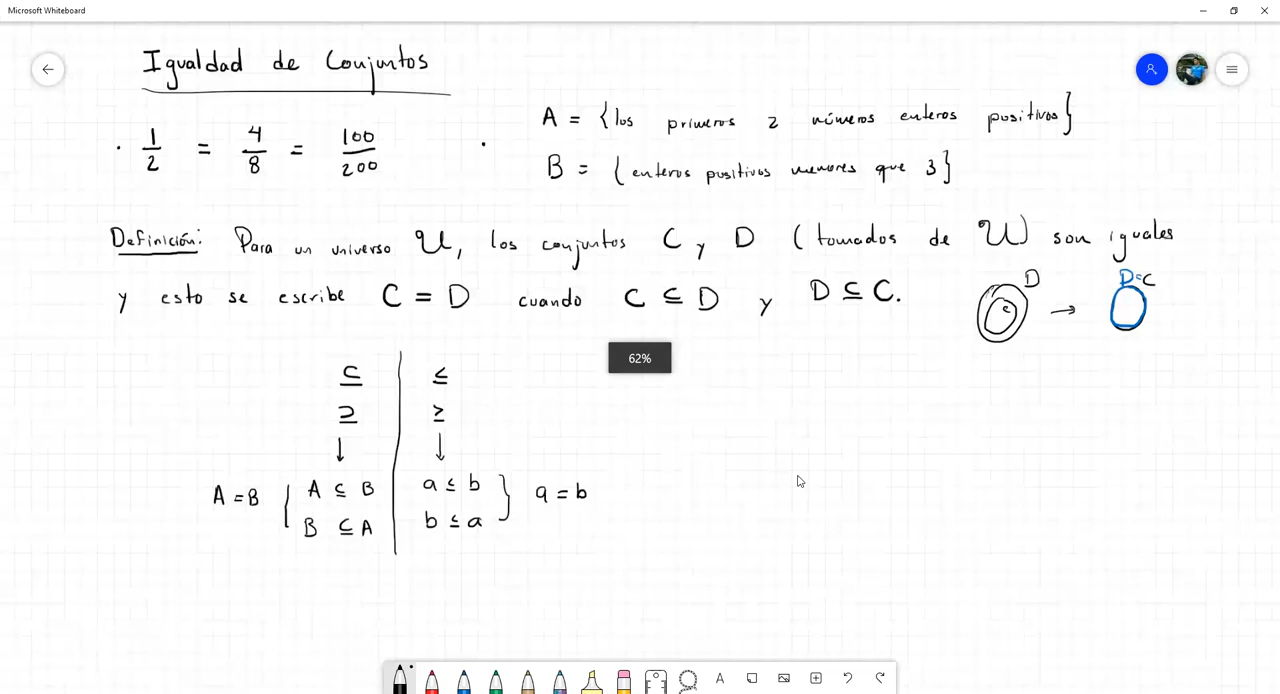 Microsoft Whiteboard
Igualdad de Conjuntos
· 1/2 = 4/8 = 100/200
· A = {los primeros 2 números enteros positivos}
B = {enteros positivos menores que 3}
Definición: Para un universo 𝒰, los conjuntos C y D (tomados de 𝒰) son iguales
y esto se escribe C = D cuando C ⊆ D y D ⊆ C.
D
C
→
D=C
62%
⊆ ≤
⊇ ≥
↓ ↓
A = B { A ⊆ B a ≤ b } a = b
B ⊆ A b ≤ a